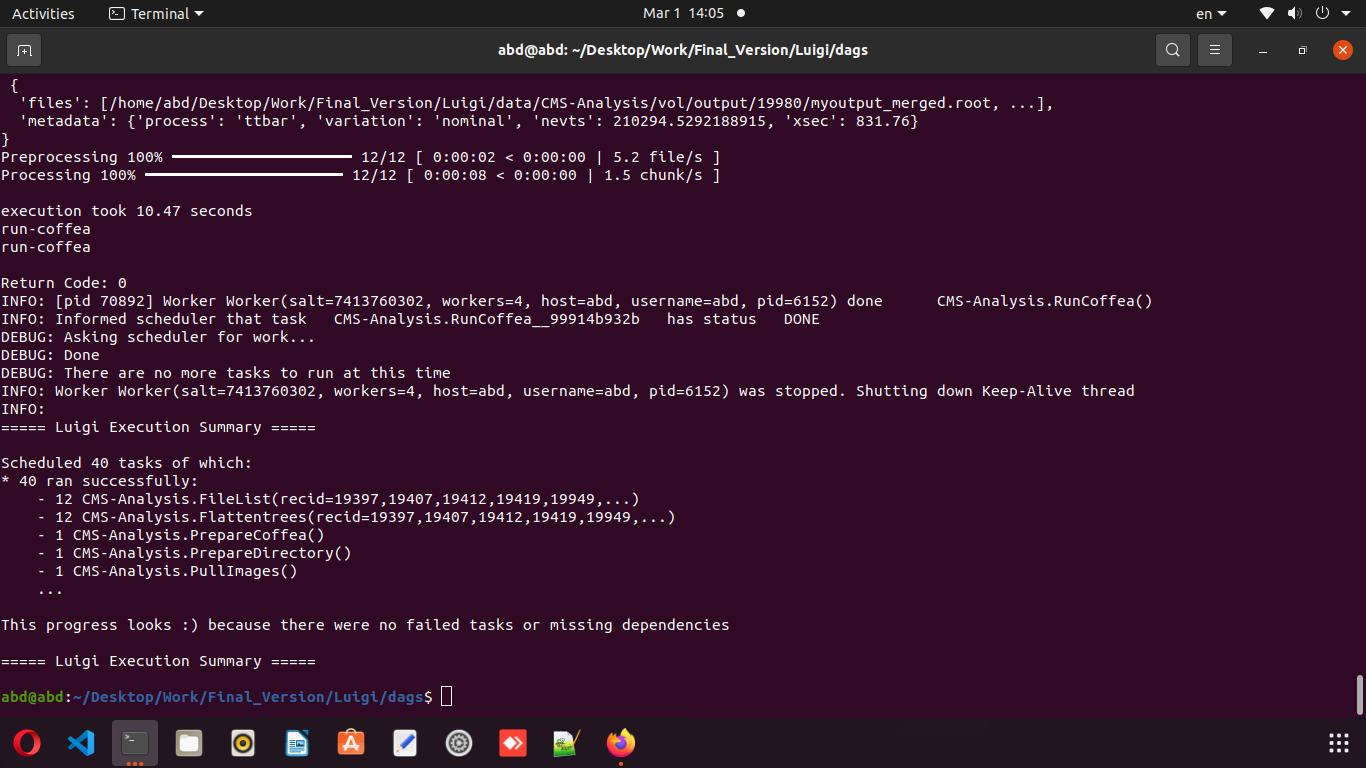 Activities
Terminal
Mar 1 14:05
en
abd@abd: ~/Desktop/Work/Final_Version/Luigi/dags
{
'files': [/home/abd/Desktop/Work/Final_Version/Luigi/data/CMS-Analysis/vol/output/19980/myoutput_merged.root, ...],
'metadata': {'process': 'ttbar', 'variation': 'nominal', 'nevts': 210294.5292188915, 'xsec': 831.76}
}
Preprocessing 100% 12/12 [ 0:00:02 < 0:00:00 | 5.2 file/s ]
Processing 100% 12/12 [ 0:00:08 < 0:00:00 | 1.5 chunk/s ]
execution took 10.47 seconds
run-coffea
run-coffea
Return Code: 0
INFO: [pid 70892] Worker Worker(salt=7413760302, workers=4, host=abd, username=abd, pid=6152) done      CMS-Analysis.RunCoffea()
INFO: Informed scheduler that task   CMS-Analysis.RunCoffea__99914b932b   has status   DONE
DEBUG: Asking scheduler for work...
DEBUG: Done
DEBUG: There are no more tasks to run at this time
INFO: Worker Worker(salt=7413760302, workers=4, host=abd, username=abd, pid=6152) was stopped. Shutting down Keep-Alive thread
INFO:
===== Luigi Execution Summary =====
Scheduled 40 tasks of which:
* 40 ran successfully:
- 12 CMS-Analysis.FileList(recid=19397,19407,19412,19419,19949,...)
- 12 CMS-Analysis.Flattentrees(recid=19397,19407,19412,19419,19949,...)
- 1 CMS-Analysis.PrepareCoffea()
- 1 CMS-Analysis.PrepareDirectory()
- 1 CMS-Analysis.PullImages()
...
This progress looks :) because there were no failed tasks or missing dependencies
===== Luigi Execution Summary =====
abd@abd:~/Desktop/Work/Final_Version/Luigi/dags$